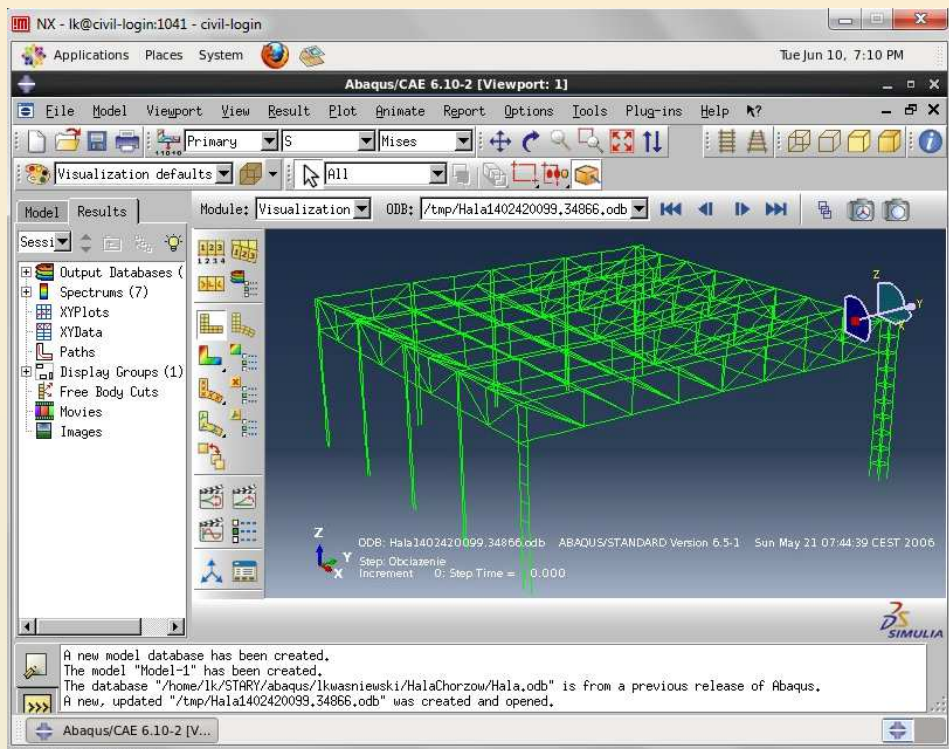 NX - lk@civil-login:1041 - civil-login
Applications Places System Tue Jun 10, 7:10 PM
Abaqus/CAE 6.10-2 [Viewport: 1]
File Model Viewport View Result Plot Animate Report Options Tools Plug-ins Help
Primary S Mises
Visualization defaults All
Model Results Module: Visualization ODB: /tmp/Hala1402420099.34866.odb
Sessi
Output Databases (
Spectrums (7)
XYPlots
XYData
Paths
Display Groups (1)
Free Body Cuts
Movies
Images
Z
Y
X
Z
Y
X
ODB: Hala1402420099.34866.odb ABAQUS/STANDARD Version 6.5-1 Sun May 21 07:44:39 CEST 2006
Step: Obciazenie
Increment 0: Step Time = 0.000
SIMULIA
A new model database has been created.
The model "Model-1" has been created.
The database "/home/lk/STARY/abaqus/lkwasniewski/HalaChorzow/Hala.odb" is from a previous release of Abaqus.
A new, updated "/tmp/Hala1402420099.34866.odb" was created and opened.
Abaqus/CAE 6.10-2 [V...